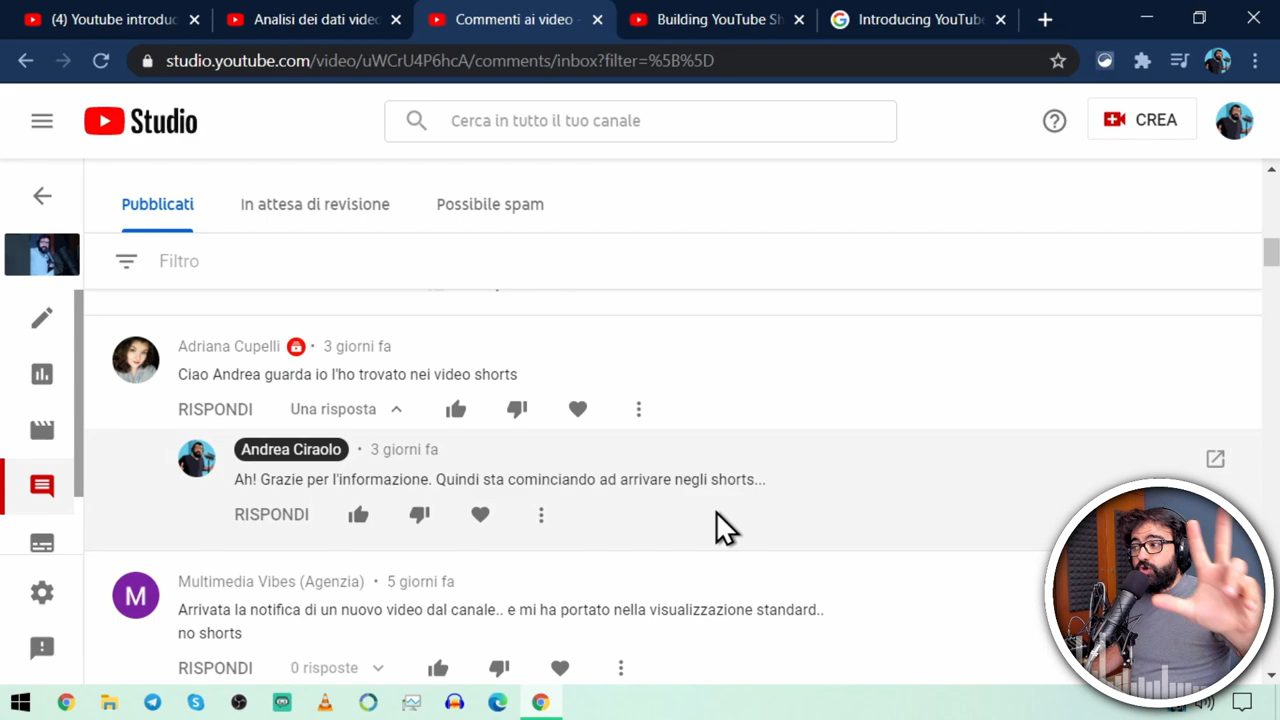 (4) Youtube introduc
Analisi dei dati video
Commenti ai video -
Building YouTube Sh
Introducing YouTube
studio.youtube.com/video/uWCrU4P6hcA/comments/inbox?filter=%5B%5D
Studio
Cerca in tutto il tuo canale
CREA
Pubblicati
In attesa di revisione
Possibile spam
Filtro
Adriana Cupelli • 3 giorni fa
Ciao Andrea guarda io l'ho trovato nei video shorts
RISPONDI Una risposta
Andrea Ciraolo • 3 giorni fa
Ah! Grazie per l'informazione. Quindi sta cominciando ad arrivare negli shorts...
RISPONDI
M
Multimedia Vibes (Agenzia) • 5 giorni fa
Arrivata la notifica di un nuovo video dal canale.. e mi ha portato nella visualizzazione standard..
no shorts
RISPONDI 0 risposte